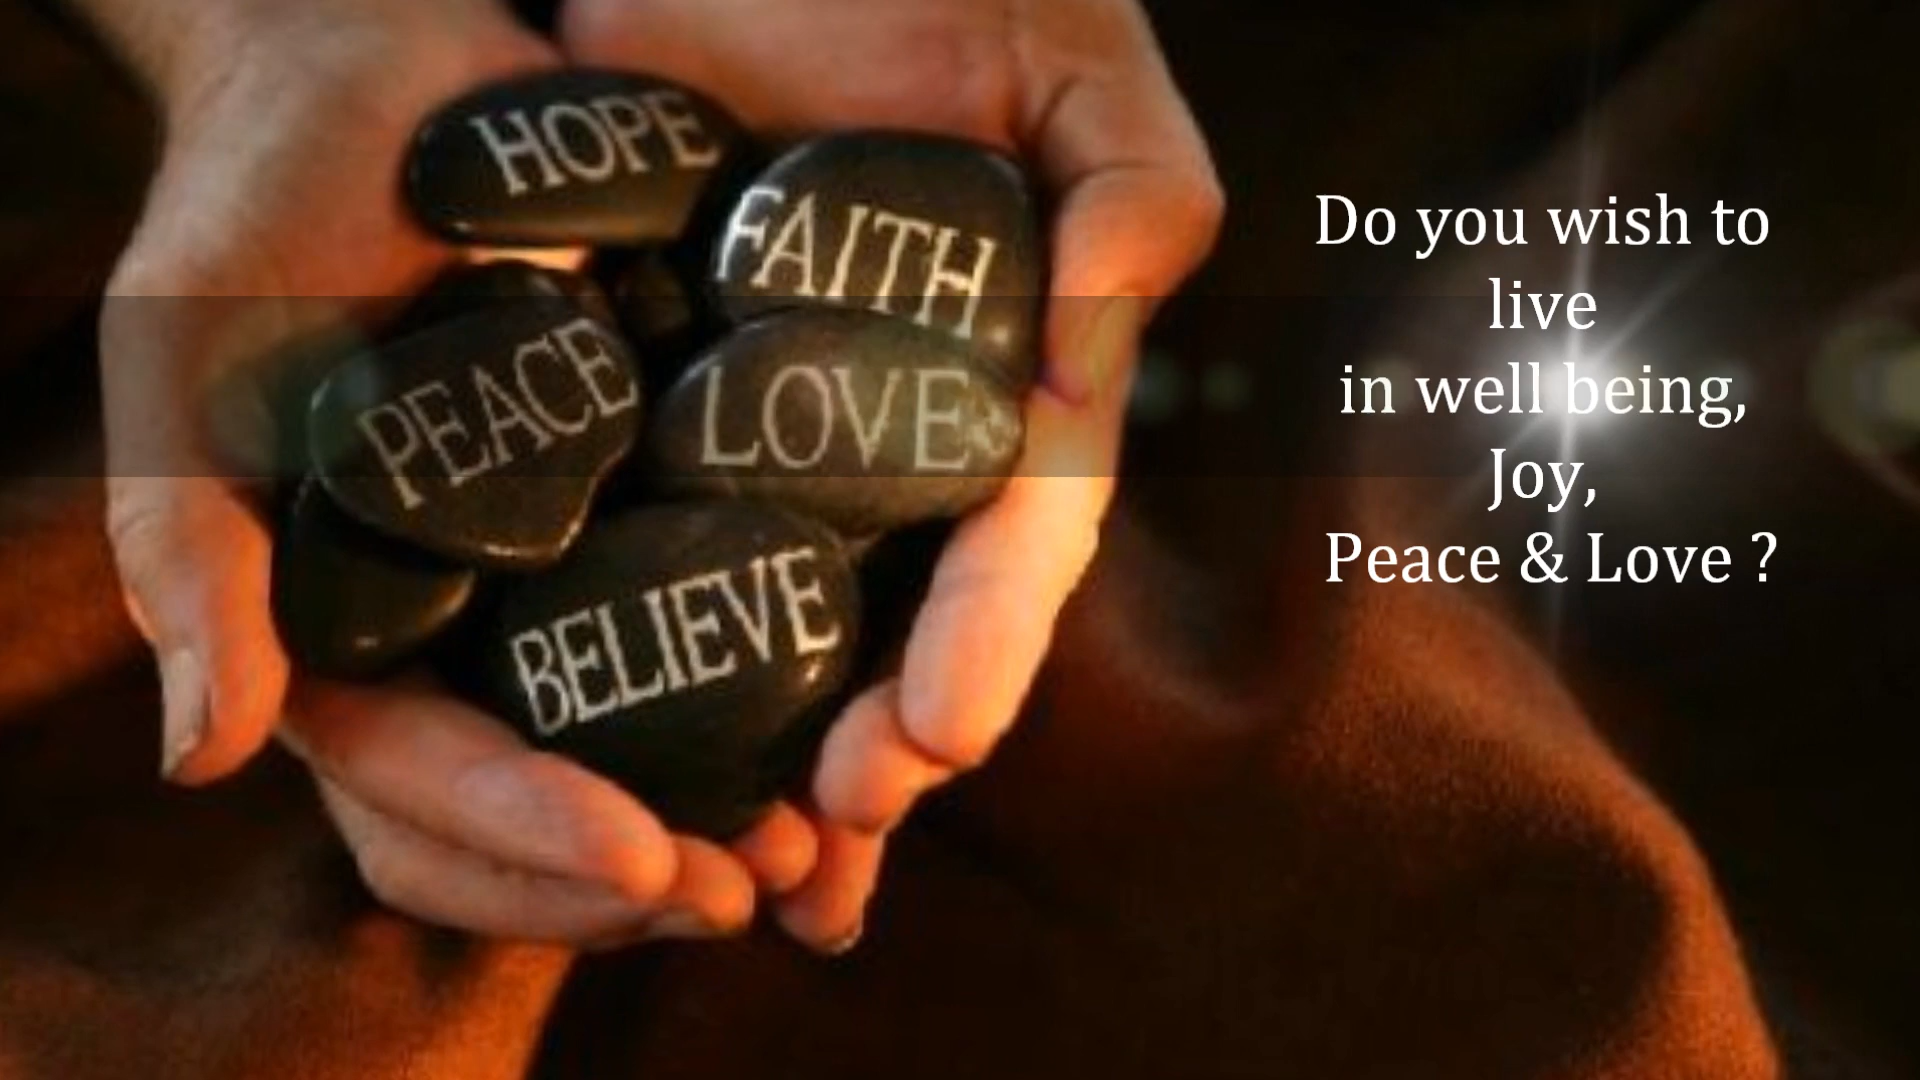 HOPE
FAITH
PEACE
LOVE
BELIEVE
Do you wish to
live
in well being,
Joy,
Peace & Love ?